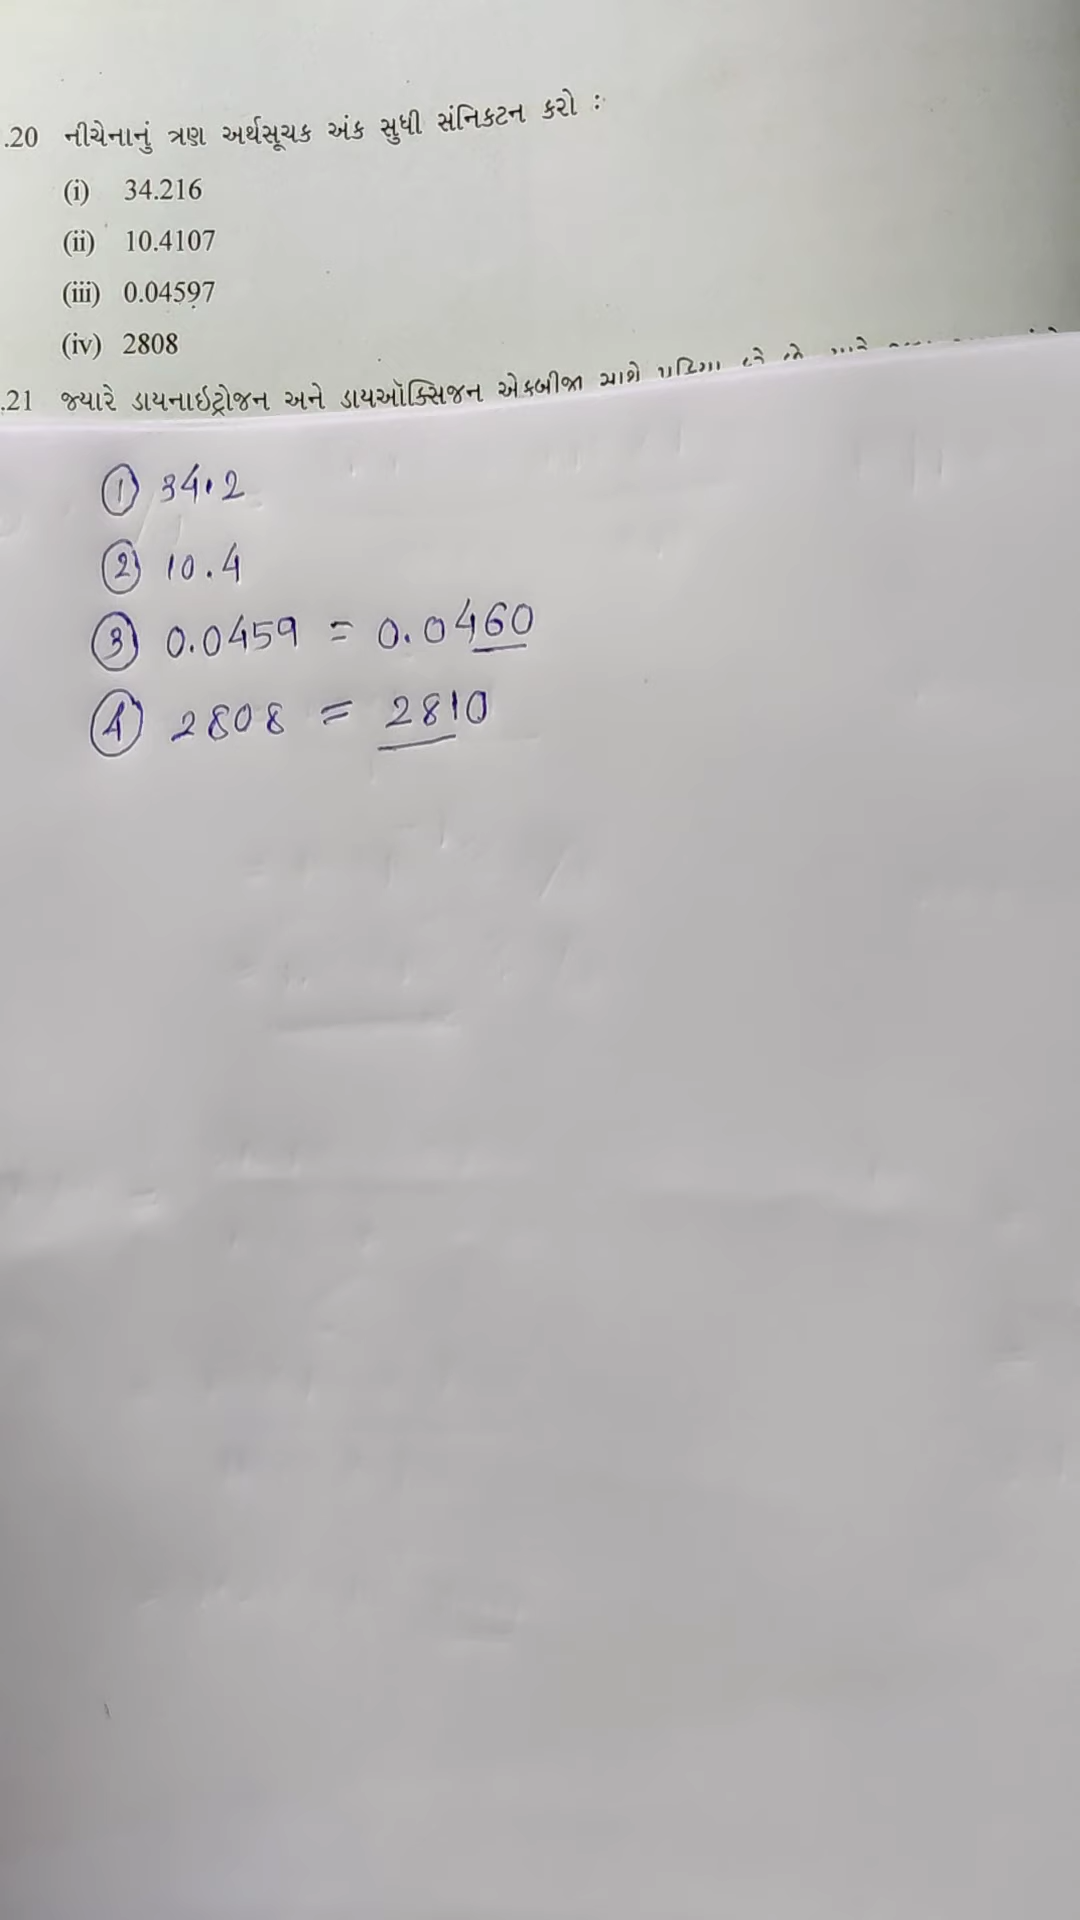 .20 નીચેનાનું ત્રણ અર્થસૂચક અંક સુધી સંનિકટન કરો :
(i) 34.216
(ii) 10.4107
(iii) 0.04597
(iv) 2808
.21 જ્યારે ડાયનાઈટ્રોજન અને ડાયઑક્સિજન એકબીજા સાથે
① 34.2
② 10.4
③ 0.0459 = 0.0460
④ 2808 = 2810